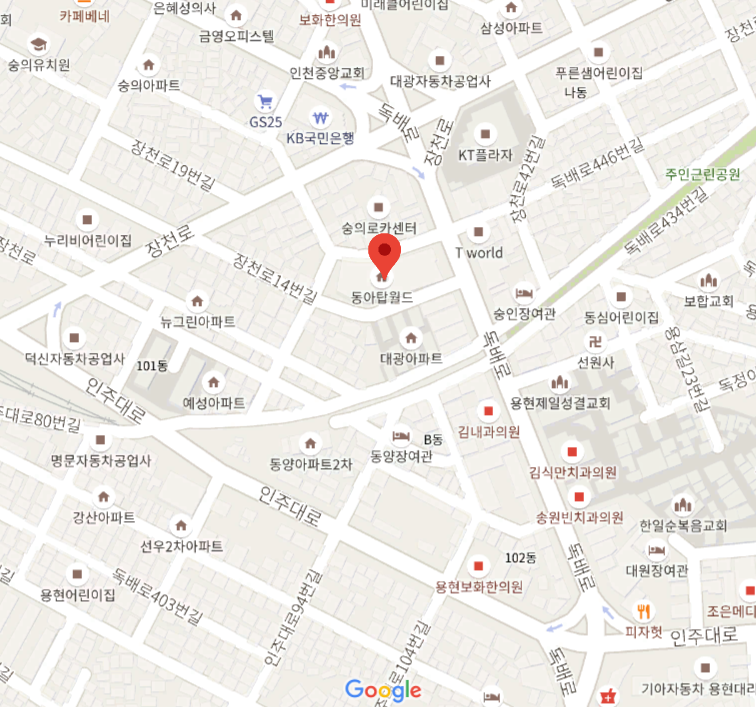 회
카페베네
은혜성의사
보화한의원
미래클어린이집
금영오피스텔
삼성아파트
숭의유치원
숭의아파트
인천중앙교회
대광자동차공업사
푸른샘어린이집
나동
GS25
KB국민은행
독배로
장천로
KT플라자
장천로42번길
독배로446번길
주인근린공원
장천로19번길
숭의로카센터
독배로434번길
누리비어린이집
장천로
T world
장천로
장천로14번길
동아탑월드
숭인장여관
동심어린이집
보합교회
뉴그린아파트
독배로
용삼길23번길
덕신자동차공업사
101동
대광아파트
선원사
독정이
인주대로
예성아파트
용현제일성결교회
주대로80번길
김내과의원
B동
명문자동차공업사
동양아파트2차
동양장여관
김식만치과의원
강산아파트
인주대로
송원빈치과의원
한일순복음교회
선우2차아파트
102동
독배로
대원장여관
용현어린이집
독배로403번길
용현보화한의원
인주대로94번길
조은메디
피자헛
인주대로
로104번길
독배로
Google
기아자동차 용현대리